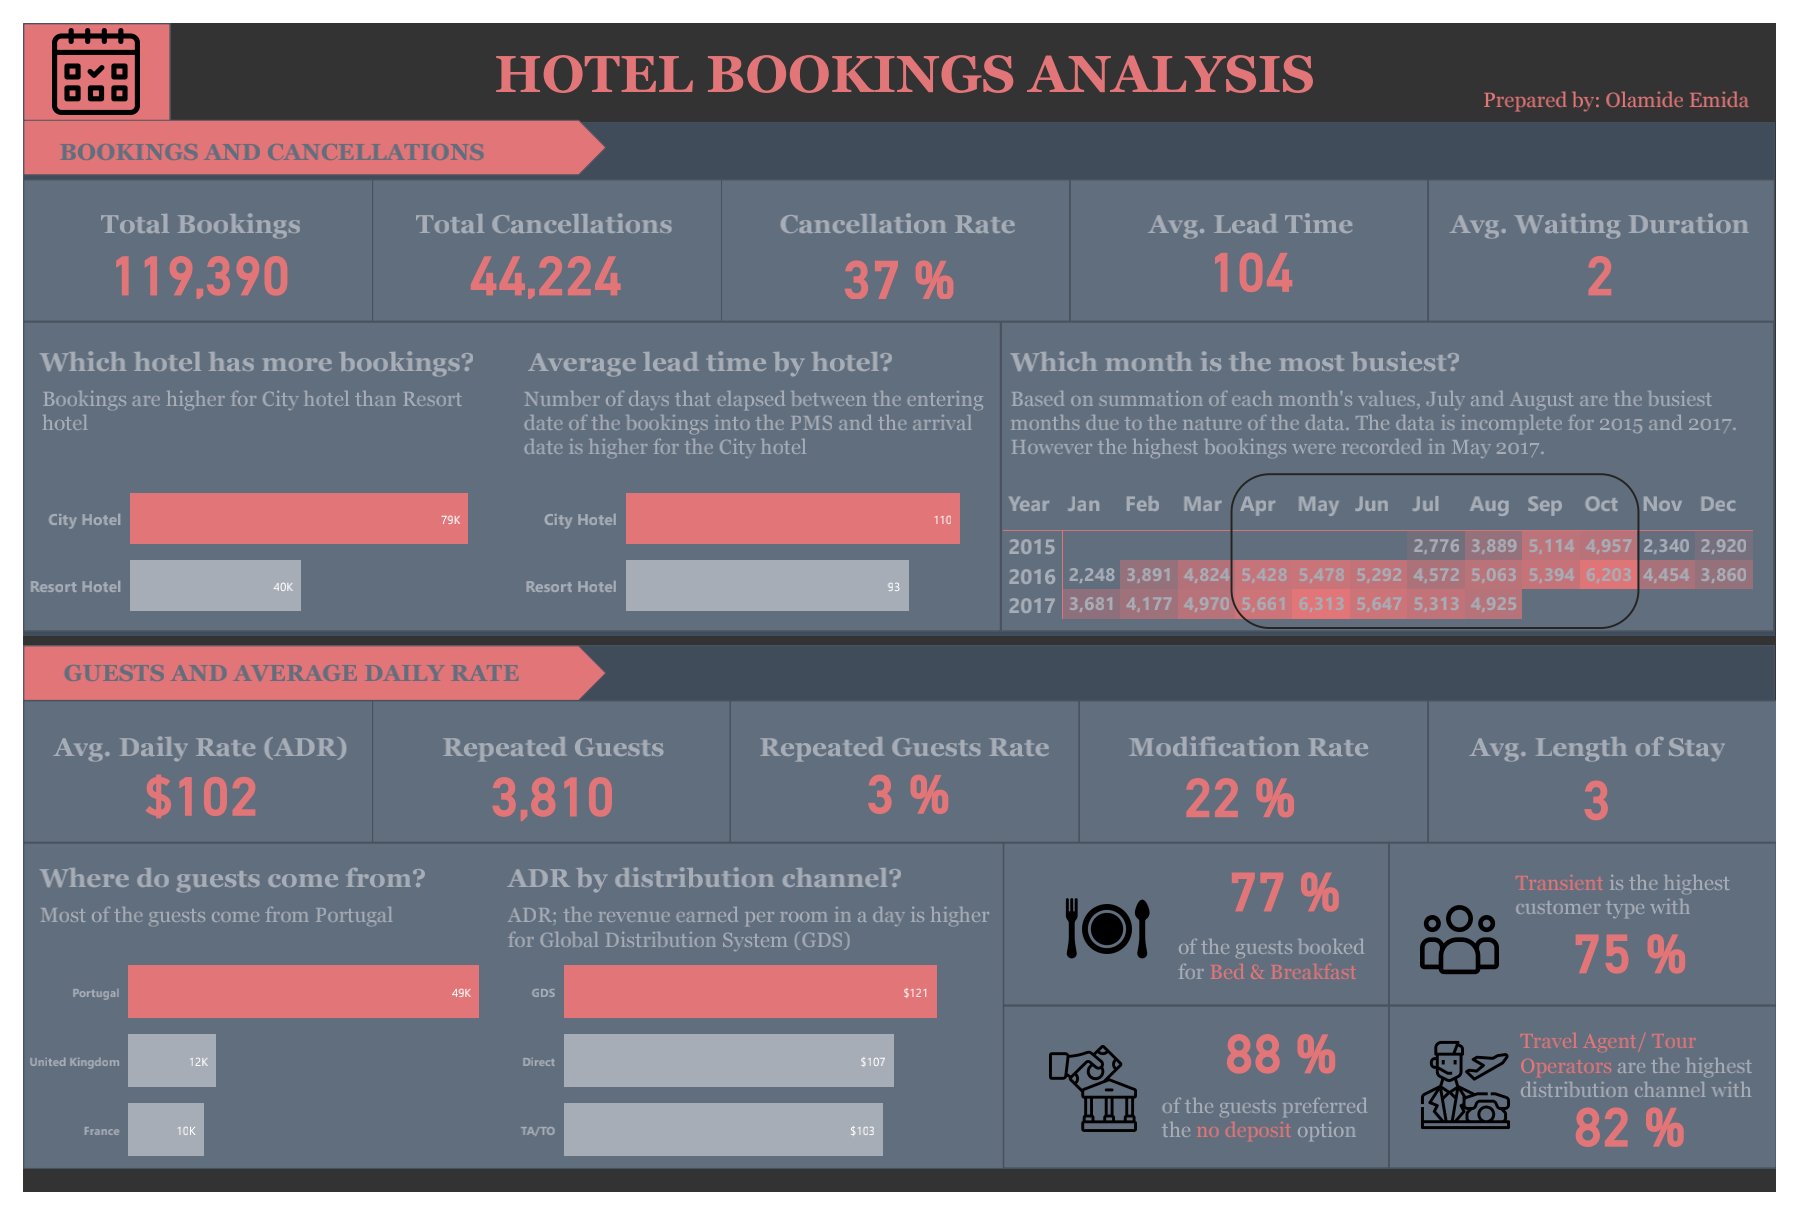 HOTEL BOOKINGS ANALYSIS
Prepared by: Olamide Emida
BOOKINGS AND CANCELLATIONS
Total Bookings
119,390
Total Cancellations
44,224
Cancellation Rate
37 %
Avg. Lead Time
104
Avg. Waiting Duration
2
Which hotel has more bookings?
Bookings are higher for City hotel than Resort
hotel
City Hotel 79K
Resort Hotel 40K
Average lead time by hotel?
Number of days that elapsed between the entering
date of the bookings into the PMS and the arrival
date is higher for the City hotel
City Hotel 110
Resort Hotel 93
Which month is the most busiest?
Based on summation of each month's values, July and August are the busiest
months due to the nature of the data. The data is incomplete for 2015 and 2017.
However the highest bookings were recorded in May 2017.
Year Jan Feb Mar Apr May Jun Jul Aug Sep Oct Nov Dec
2015 2,776 3,889 5,114 4,957 2,340 2,920
2016 2,248 3,891 4,824 5,428 5,478 5,292 4,572 5,063 5,394 6,203 4,454 3,860
2017 3,681 4,177 4,970 5,661 6,313 5,647 5,313 4,925
GUESTS AND AVERAGE DAILY RATE
Avg. Daily Rate (ADR)
$102
Repeated Guests
3,810
Repeated Guests Rate
3 %
Modification Rate
22 %
Avg. Length of Stay
3
Where do guests come from?
Most of the guests come from Portugal
Portugal 49K
United Kingdom 12K
France 10K
ADR by distribution channel?
ADR; the revenue earned per room in a day is higher
for Global Distribution System (GDS)
GDS $121
Direct $107
TA/TO $103
77 %
of the guests booked
for Bed & Breakfast
Transient is the highest
customer type with
75 %
88 %
of the guests preferred
the no deposit option
Travel Agent/ Tour
Operators are the highest
distribution channel with
82 %